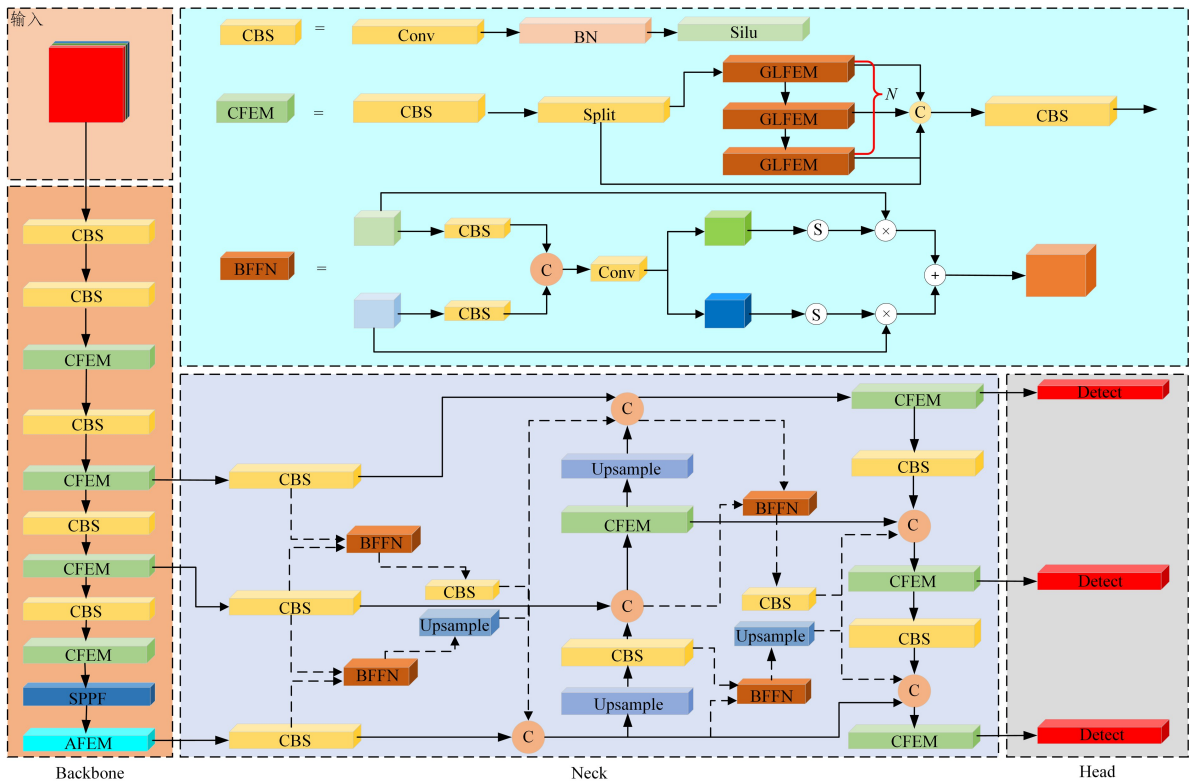 输入
CBS = Conv BN Silu
CFEM = CBS Split GLFEM GLFEM GLFEM N C CBS
BFFN = CBS CBS C Conv S S × × +
CBS
CBS
CFEM
CBS
CFEM
CBS
CFEM
CBS
CFEM
SPPF
AFEM
Backbone
CBS
CBS
CBS
BFFN
BFFN
CBS
Upsample
C
Upsample
CFEM
C
CBS
Upsample
C
BFFN
CBS
Upsample
BFFN
CFEM
CBS
C
CFEM
CBS
C
CFEM
Neck
Detect
Detect
Detect
Head